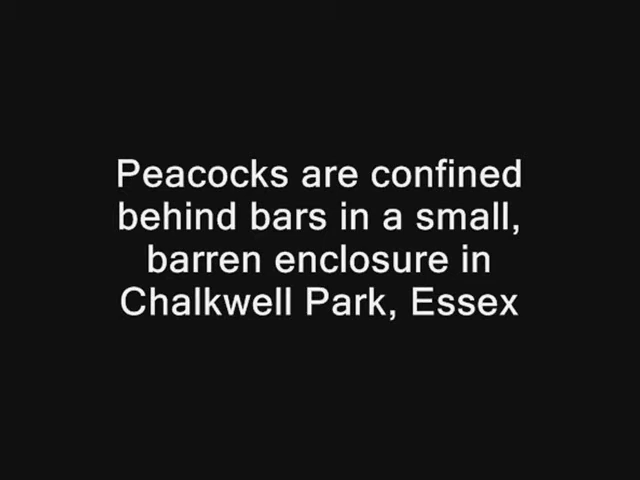 Peacocks are confined
behind bars in a small,
barren enclosure in
Chalkwell Park, Essex